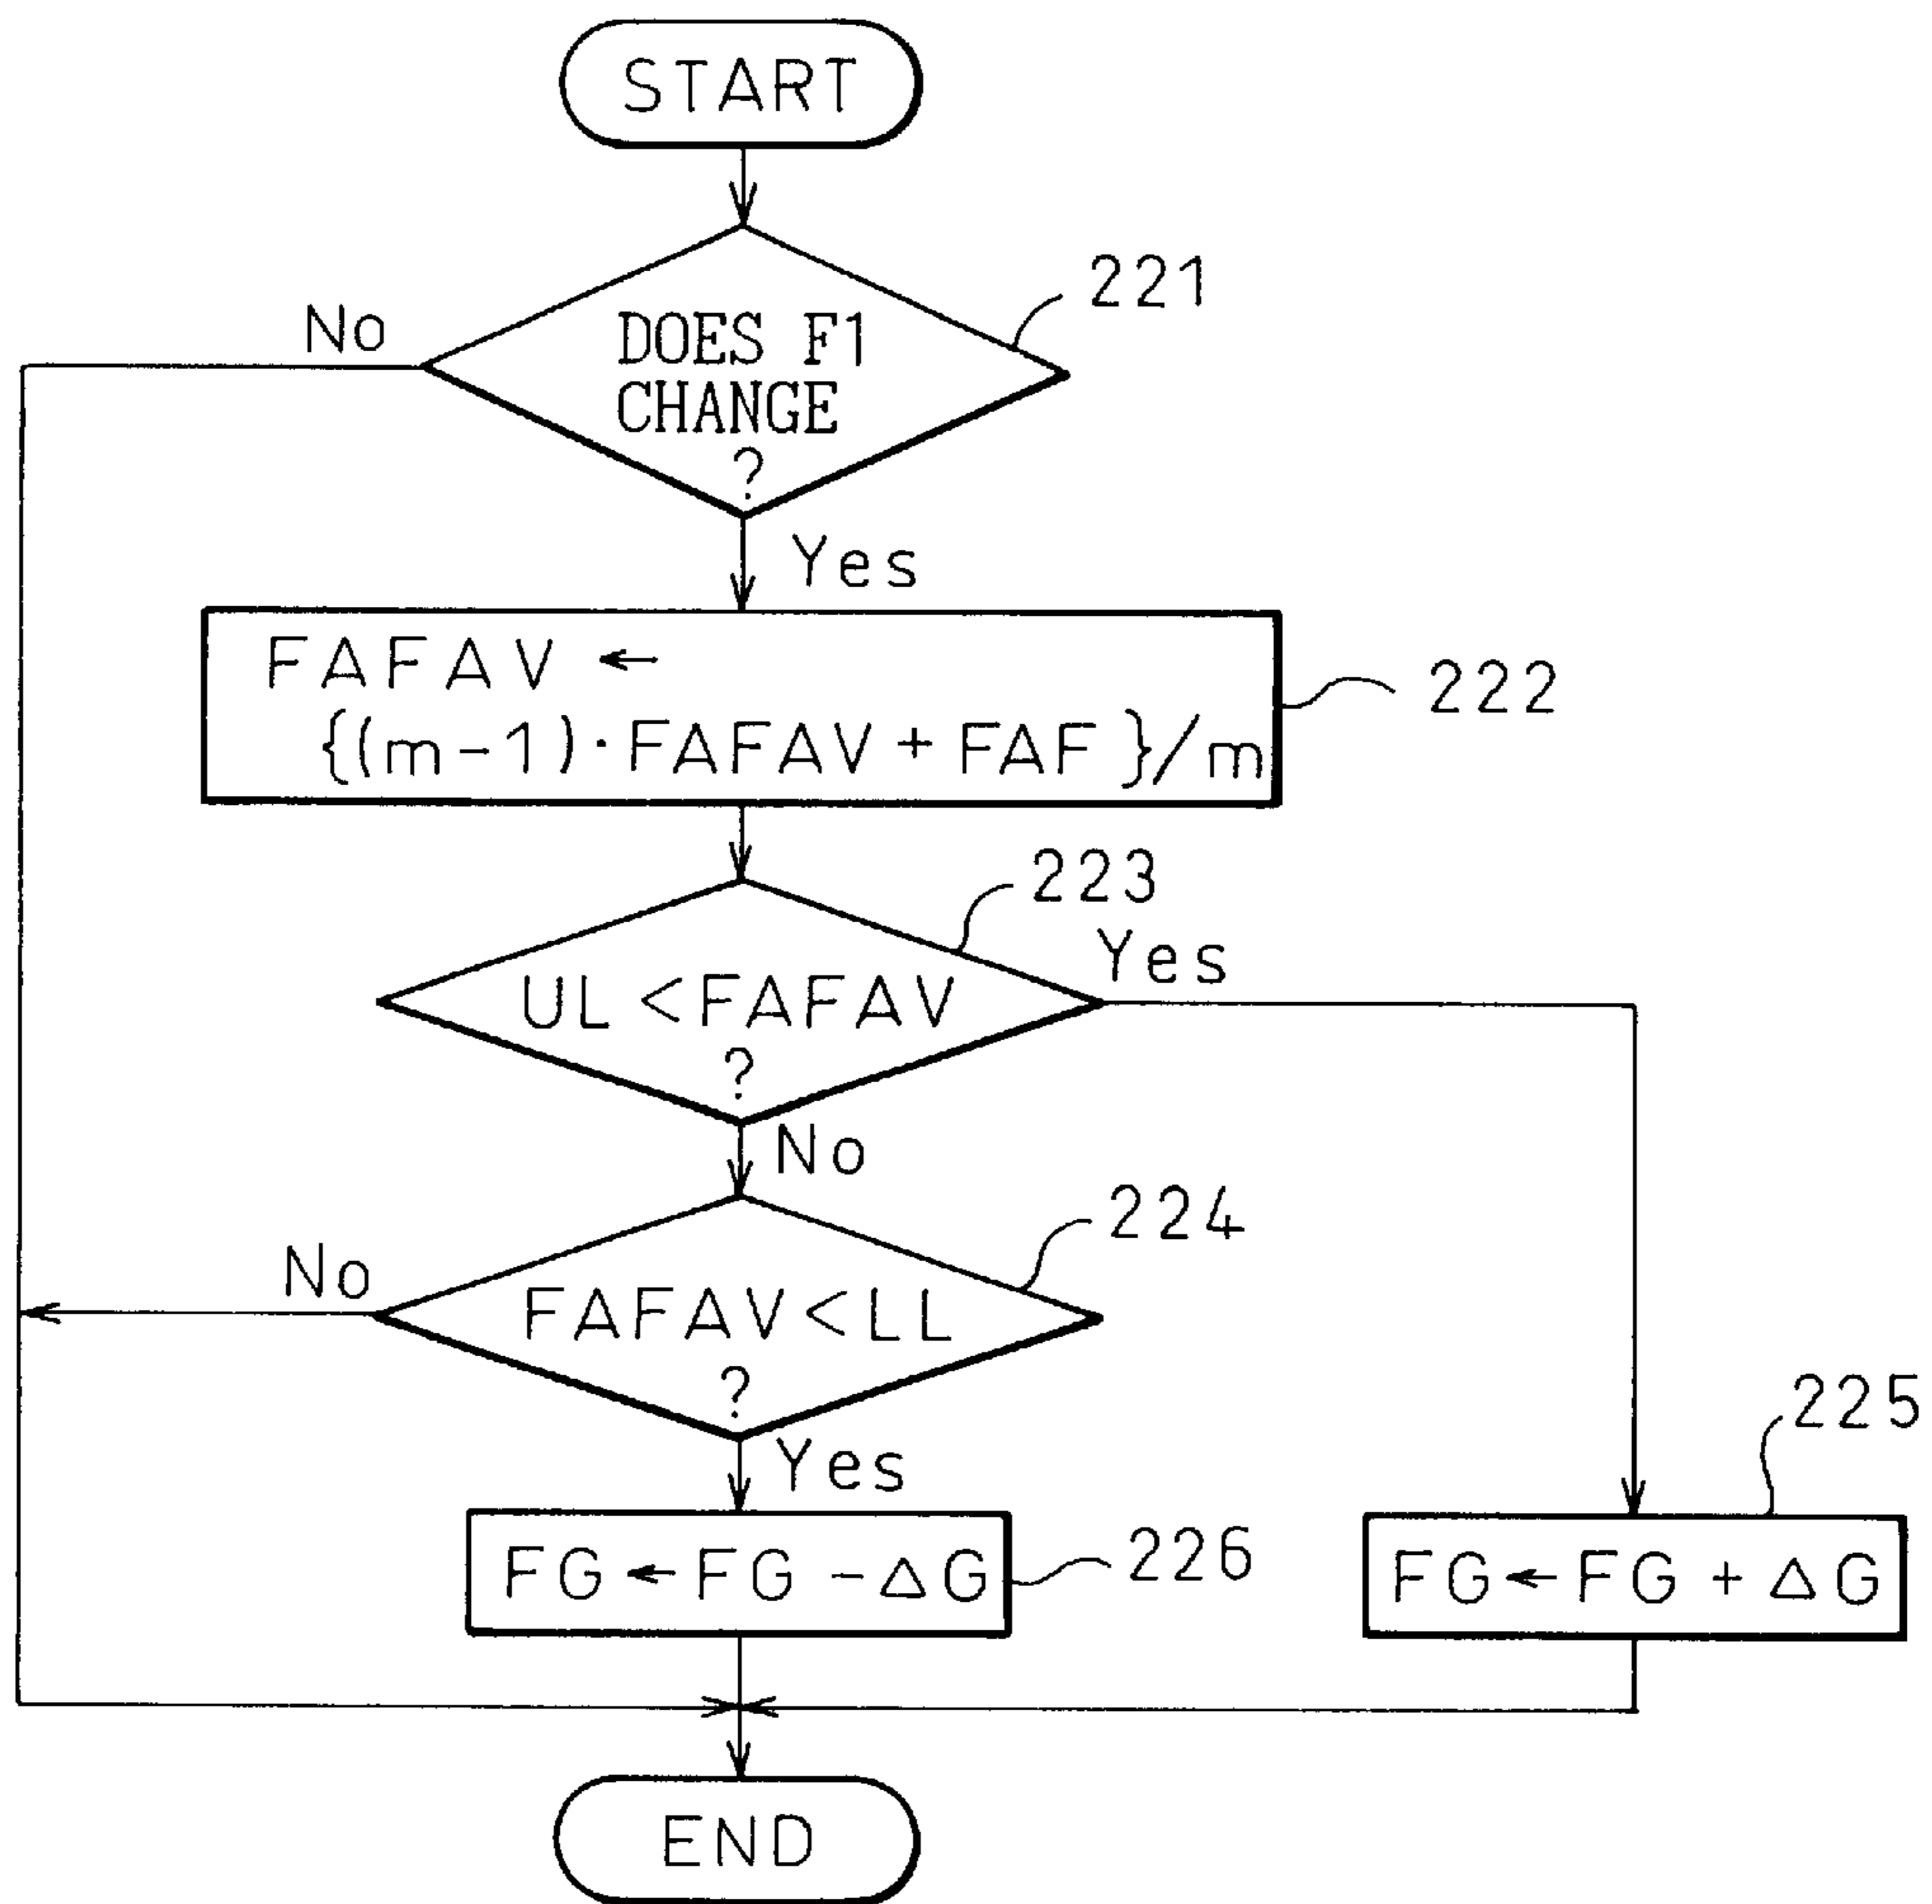 START
221
No
DOES F1
CHANGE
?
Yes
FAFAV ←
{(m-1)·FAFAV + FAF}/m
222
223
Yes
UL < FAFAV
?
No
224
No
FAFAV < LL
?
Yes
225
FG ← FG - ΔG
226
FG ← FG + ΔG
END